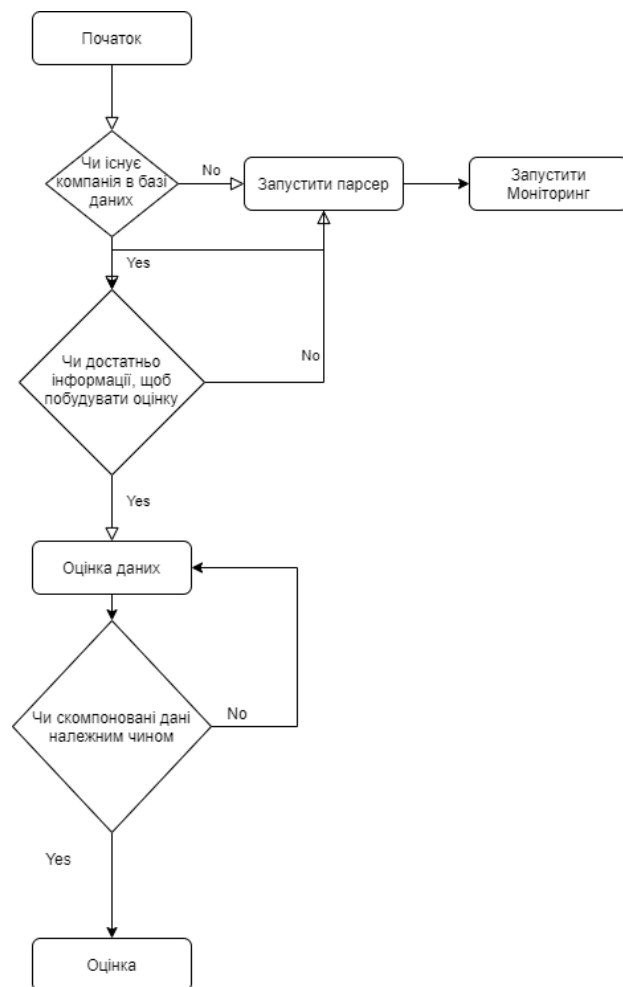 Початок
Чи існує
компанія в базі
даних
No
Запустити парсер
Запустити
Моніторинг
Yes
Чи достатньо
інформації, щоб
побудувати оцінку
No
Yes
Оцінка даних
Чи скомпоновані дані
належним чином
No
Yes
Оцінка